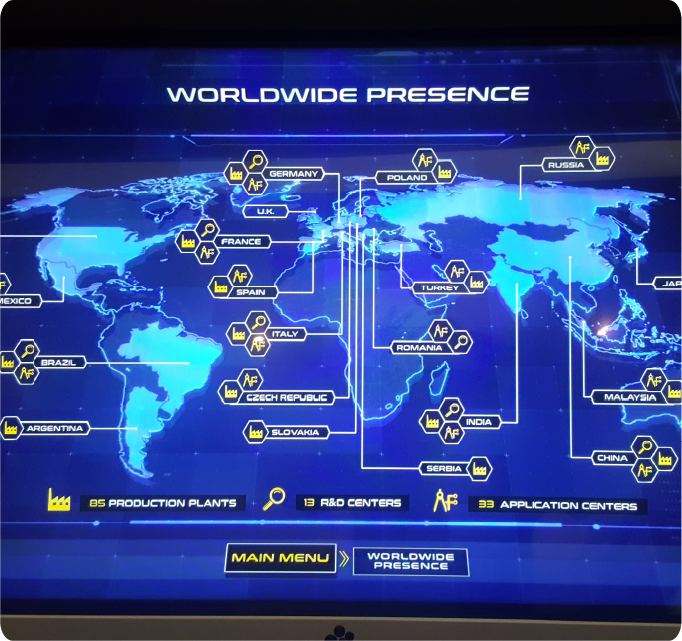 WORLDWIDE PRESENCE
GERMANY
POLAND
RUSSIA
U.K.
FRANCE
SPAIN
TURKEY
MEXICO
JAP
ITALY
ROMANIA
BRAZIL
CZECH REPUBLIC
MALAYSIA
ARGENTINA
SLOVAKIA
INDIA
CHINA
SERBIA
85 PRODUCTION PLANTS
13 R&D CENTERS
33 APPLICATION CENTERS
MAIN MENU
WORLDWIDE
PRESENCE